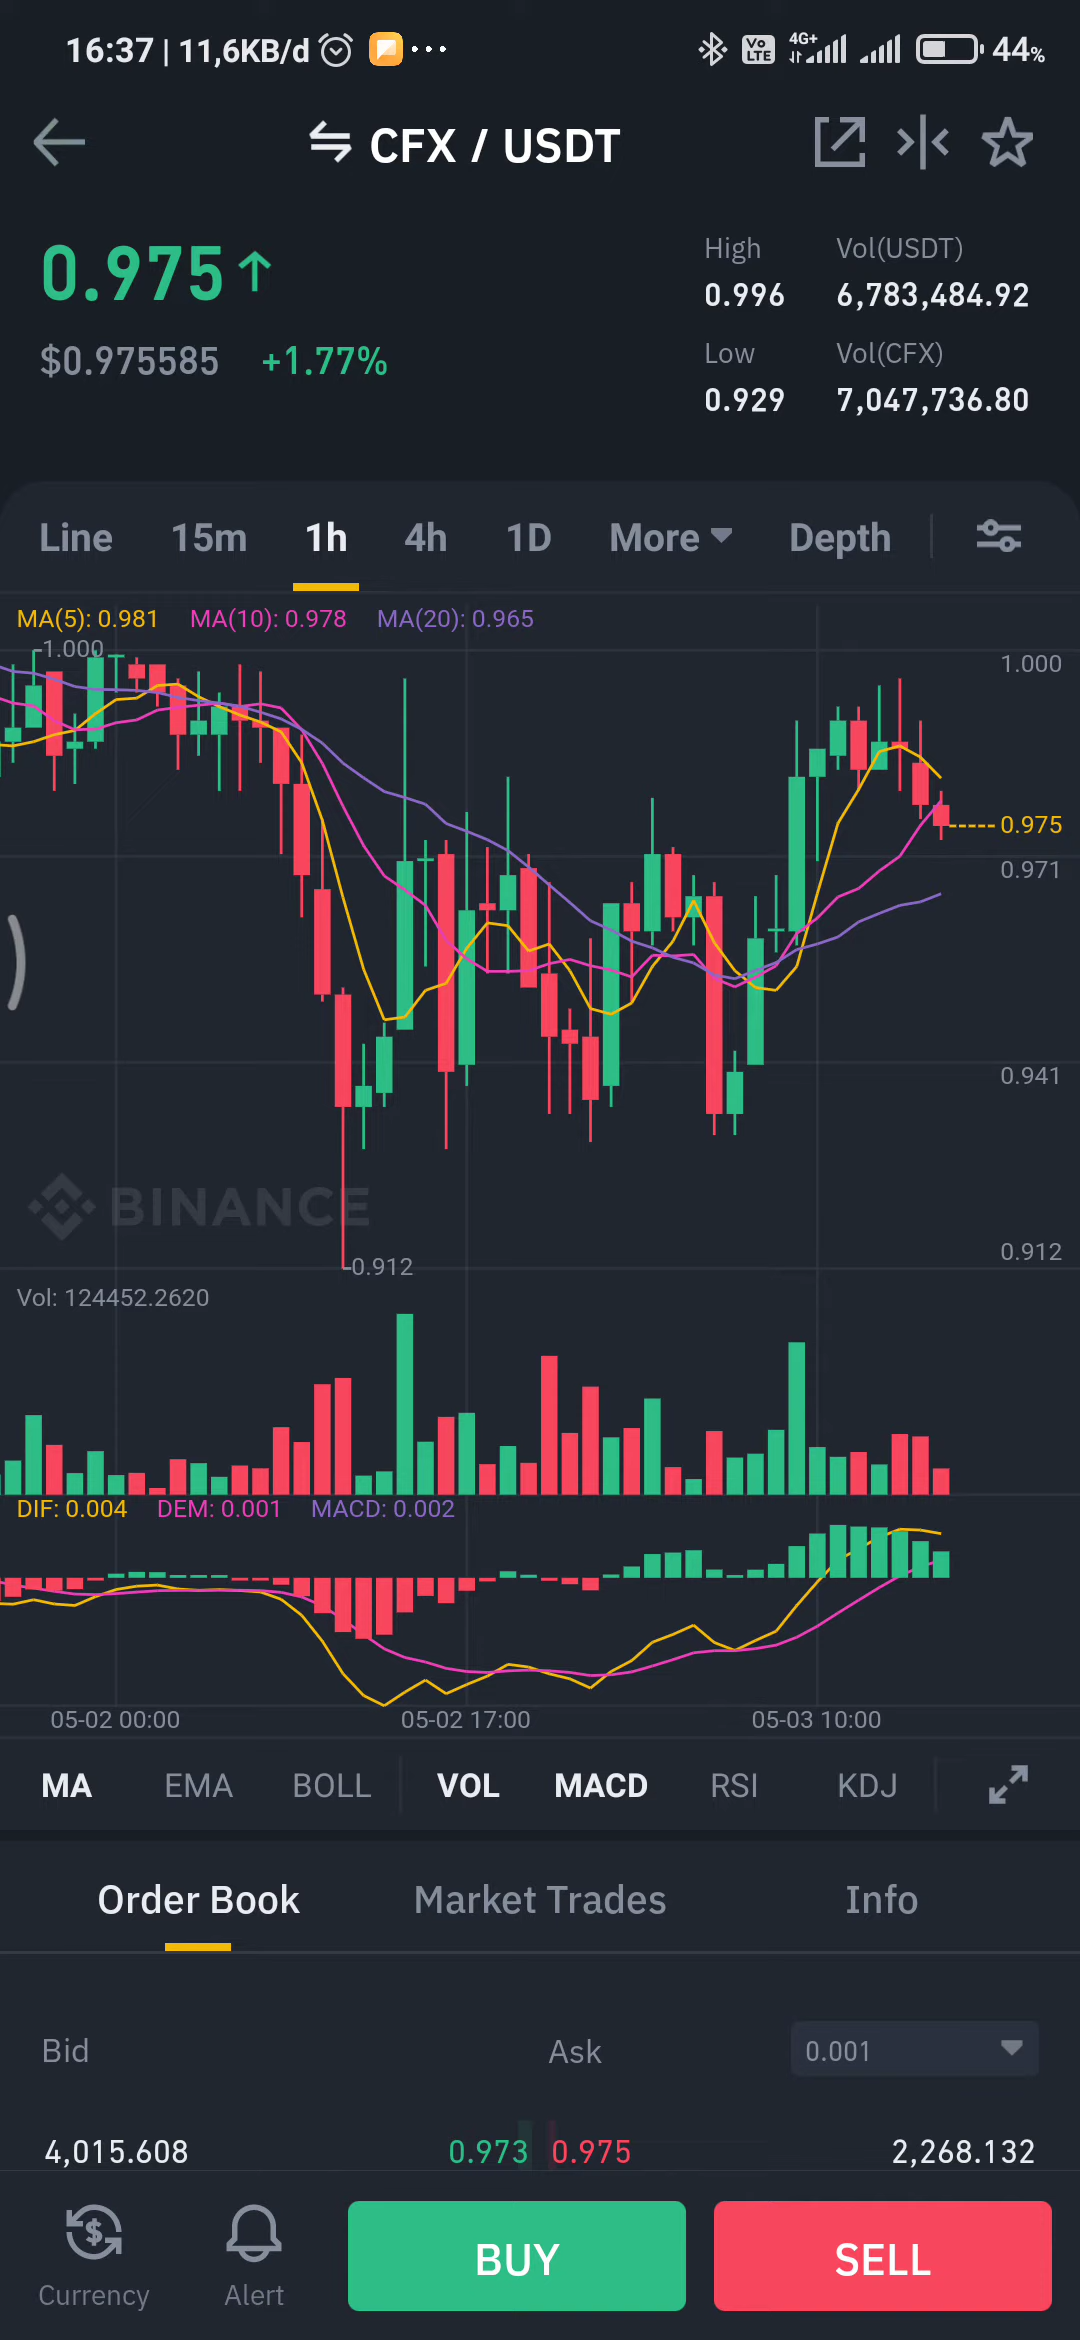 16:37 | 11,6KB/d ... Vo LTE 4G+ 44%
CFX / USDT
0.975↑
$0.975585 +1.77%
High Vol(USDT)
0.996 6,783,484.92
Low Vol(CFX)
0.929 7,047,736.80
Line 15m 1h 4h 1D More Depth
MA(5): 0.981 MA(10): 0.978 MA(20): 0.965
1.000
1.000
0.975
0.971
0.941
BINANCE
0.912
0.912
Vol: 124452.2620
DIF: 0.004 DEM: 0.001 MACD: 0.002
05-02 00:00 05-02 17:00 05-03 10:00
MA EMA BOLL VOL MACD RSI KDJ
Order Book Market Trades Info
Bid Ask 0.001
4,015.608 0.973 0.975 2,268.132
Currency Alert BUY SELL